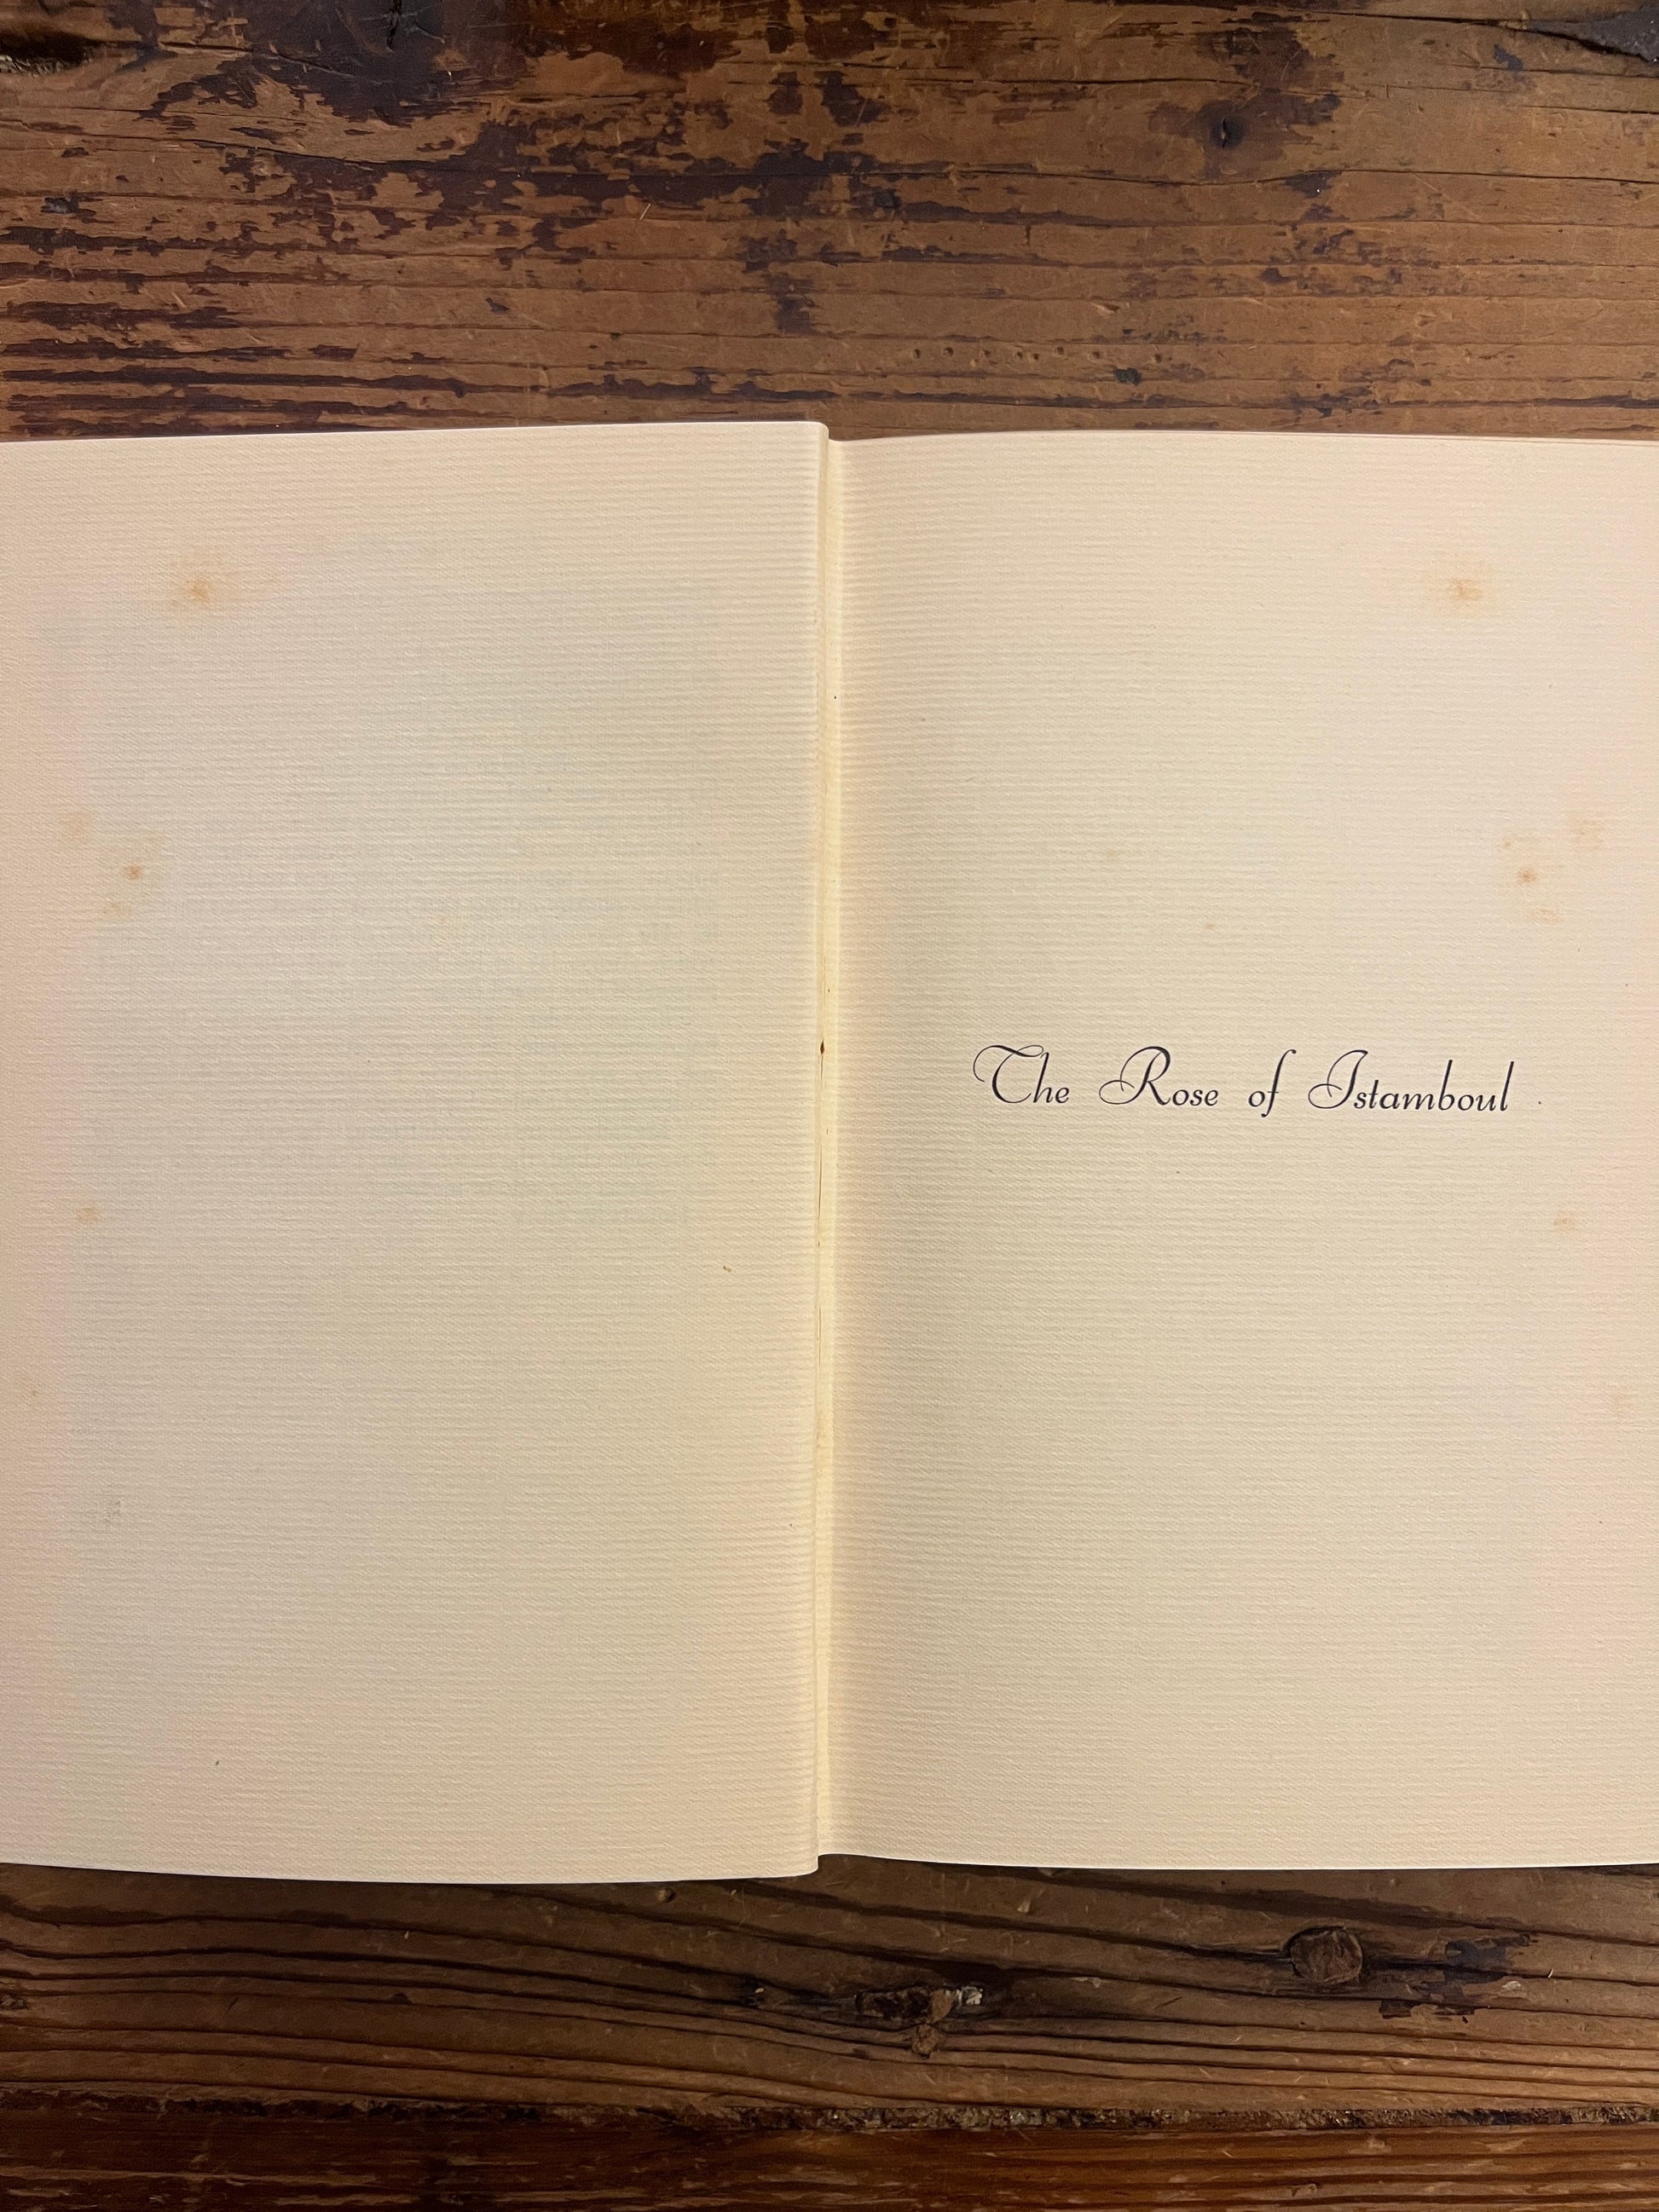 The Rose of Istamboul